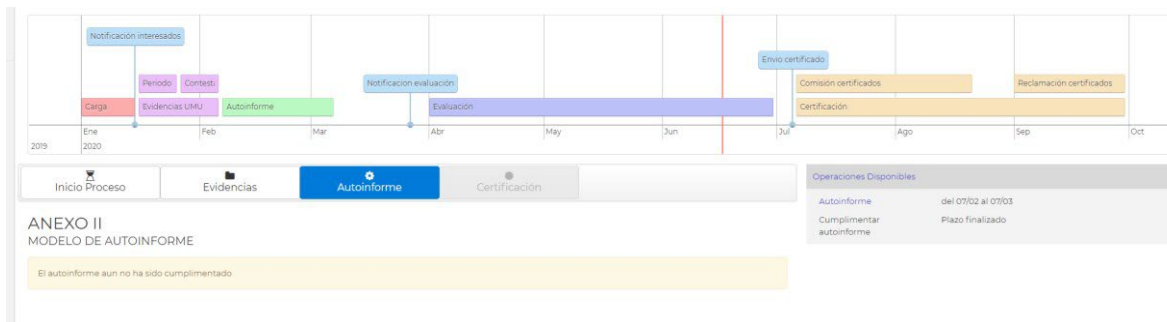 Notificación interesados
Envio certificado
Periodo
Contest
Notificacion evaluación
Comisión certificados
Reclamación certificados
Carga
Evidencias UMU
Autoinforme
Evaluación
Certificación
Ene
Feb
Mar
Abr
May
Jun
Jul
Ago
Sep
Oct
2019
2020
Inicio Proceso
Evidencias
Autoinforme
Certificación
Operaciones Disponibles
Autoinforme del 07/02 al 07/03
Cumplimentar Plazo finalizado
autoinforme
ANEXO II
MODELO DE AUTOINFORME
El autoinforme aun no ha sido cumplimentado